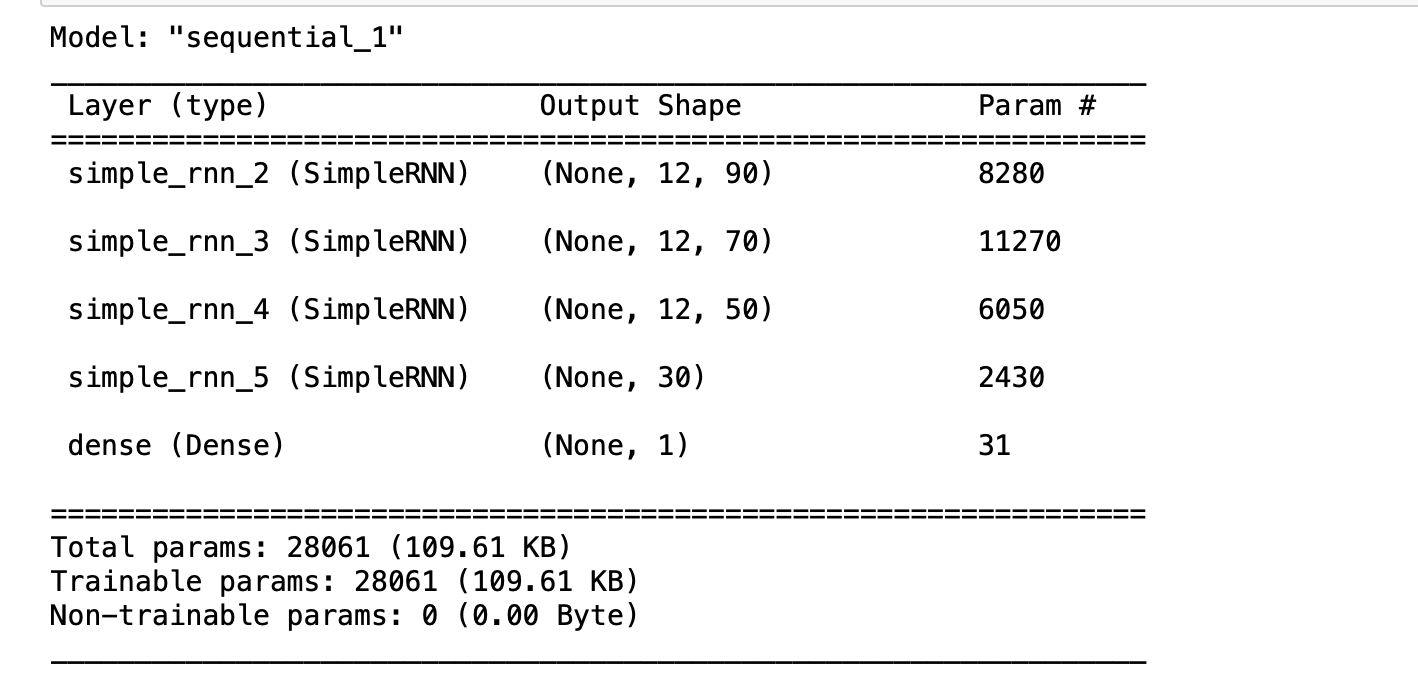 Model: "sequential_1"
_________________________________________________________________
 Layer (type)                Output Shape              Param #
=================================================================
 simple_rnn_2 (SimpleRNN)    (None, 12, 90)            8280
 simple_rnn_3 (SimpleRNN)    (None, 12, 70)            11270
 simple_rnn_4 (SimpleRNN)    (None, 12, 50)            6050
 simple_rnn_5 (SimpleRNN)    (None, 30)                2430
 dense (Dense)               (None, 1)                 31
=================================================================
Total params: 28061 (109.61 KB)
Trainable params: 28061 (109.61 KB)
Non-trainable params: 0 (0.00 Byte)
_________________________________________________________________